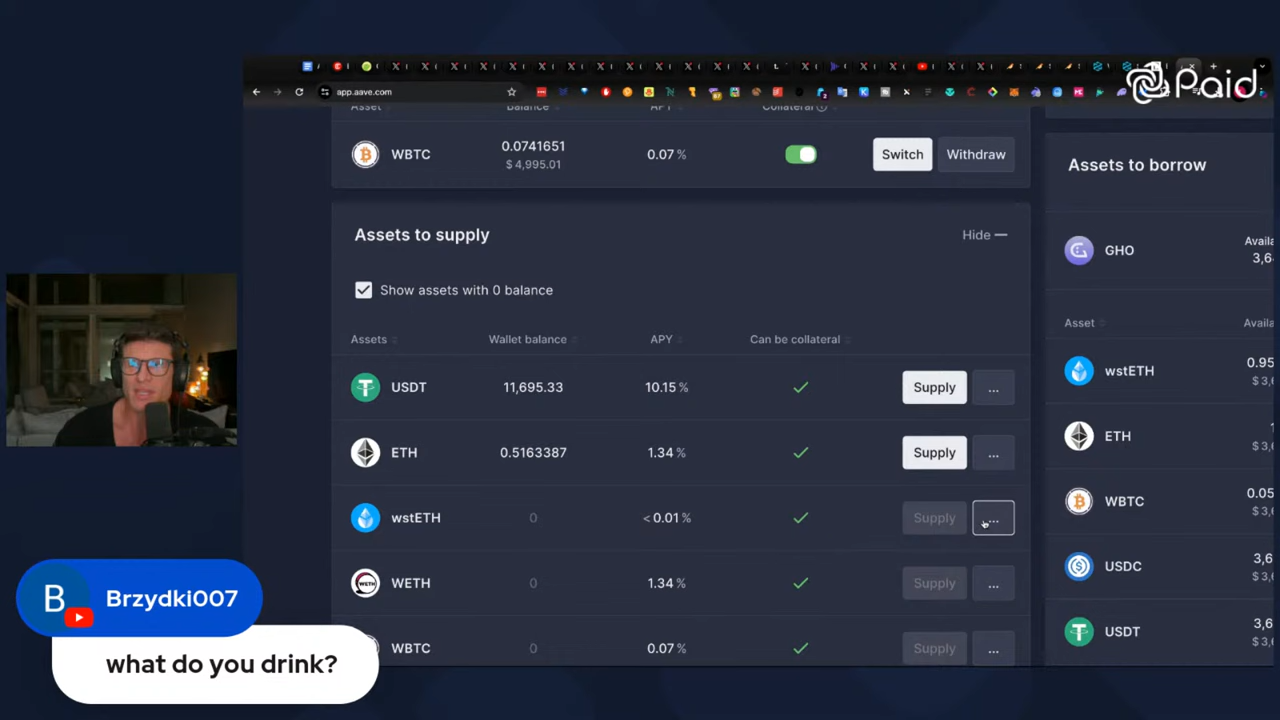 app.aave.com
Paid
Asset Balance APY Collateral
WBTC 0.0741651 0.07 % Switch Withdraw
$ 4,995.01
Assets to supply Hide
Show assets with 0 balance
Assets Wallet balance APY Can be collateral
USDT 11,695.33 10.15 % Supply ...
ETH 0.5163387 1.34 % Supply ...
wstETH 0 < 0.01 % Supply ...
WETH 0 1.34 % Supply ...
WBTC 0 0.07 % Supply ...
Assets to borrow
GHO
Asset
wstETH 0.95
ETH
WBTC 0.05
USDC
USDT
B Brzydki007
what do you drink?